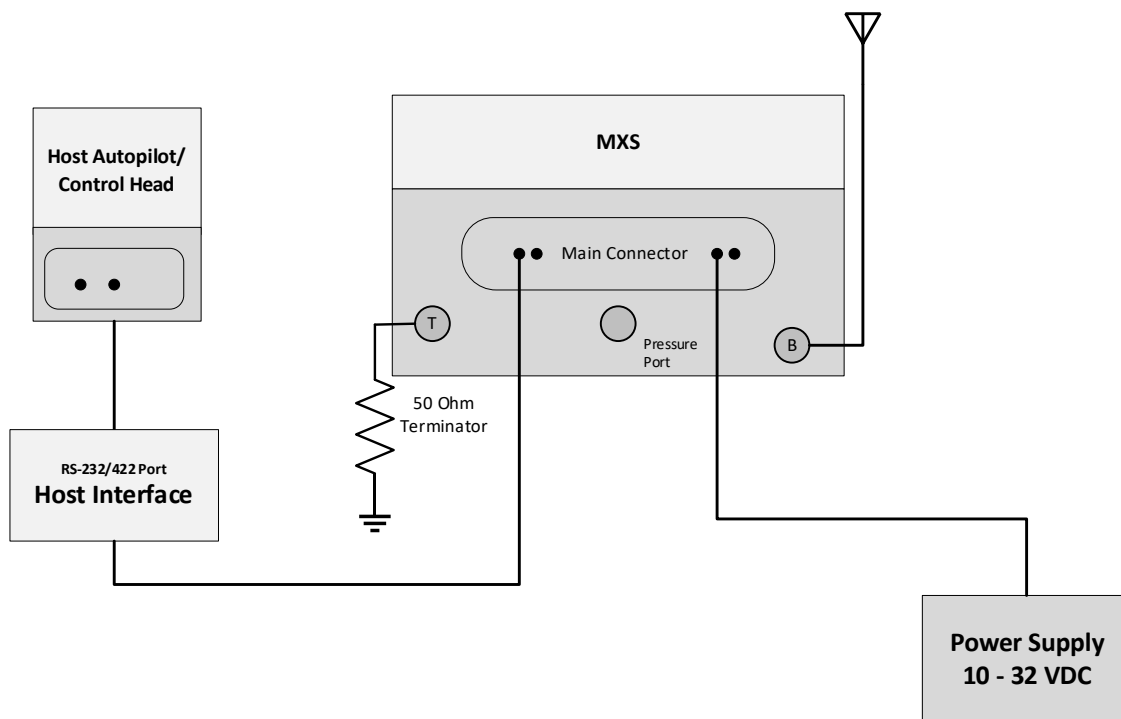 Host Autopilot/
Control Head
MXS
Main Connector
T
Pressure
Port
B
50 Ohm
Terminator
RS-232/422 Port
Host Interface
Power Supply
10 - 32 VDC